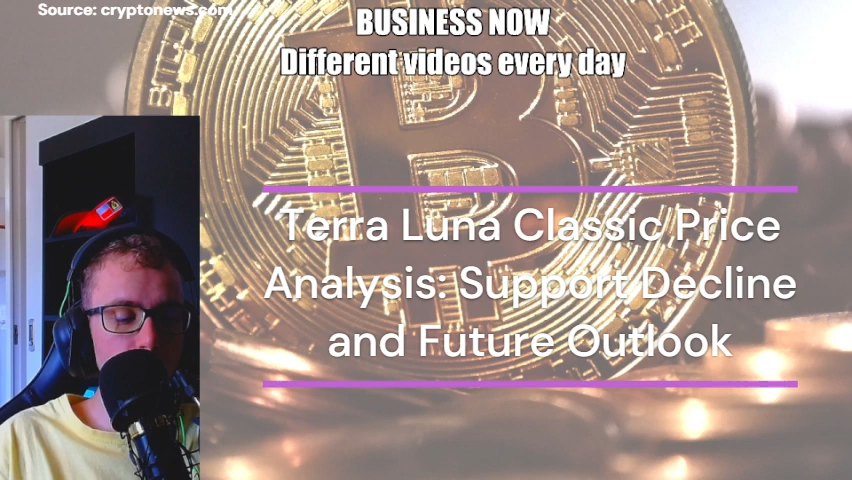 Source: cryptonews.com
BUSINESS NOW
Different videos every day
Terra Luna Classic Price
Analysis: Support Decline
and Future Outlook